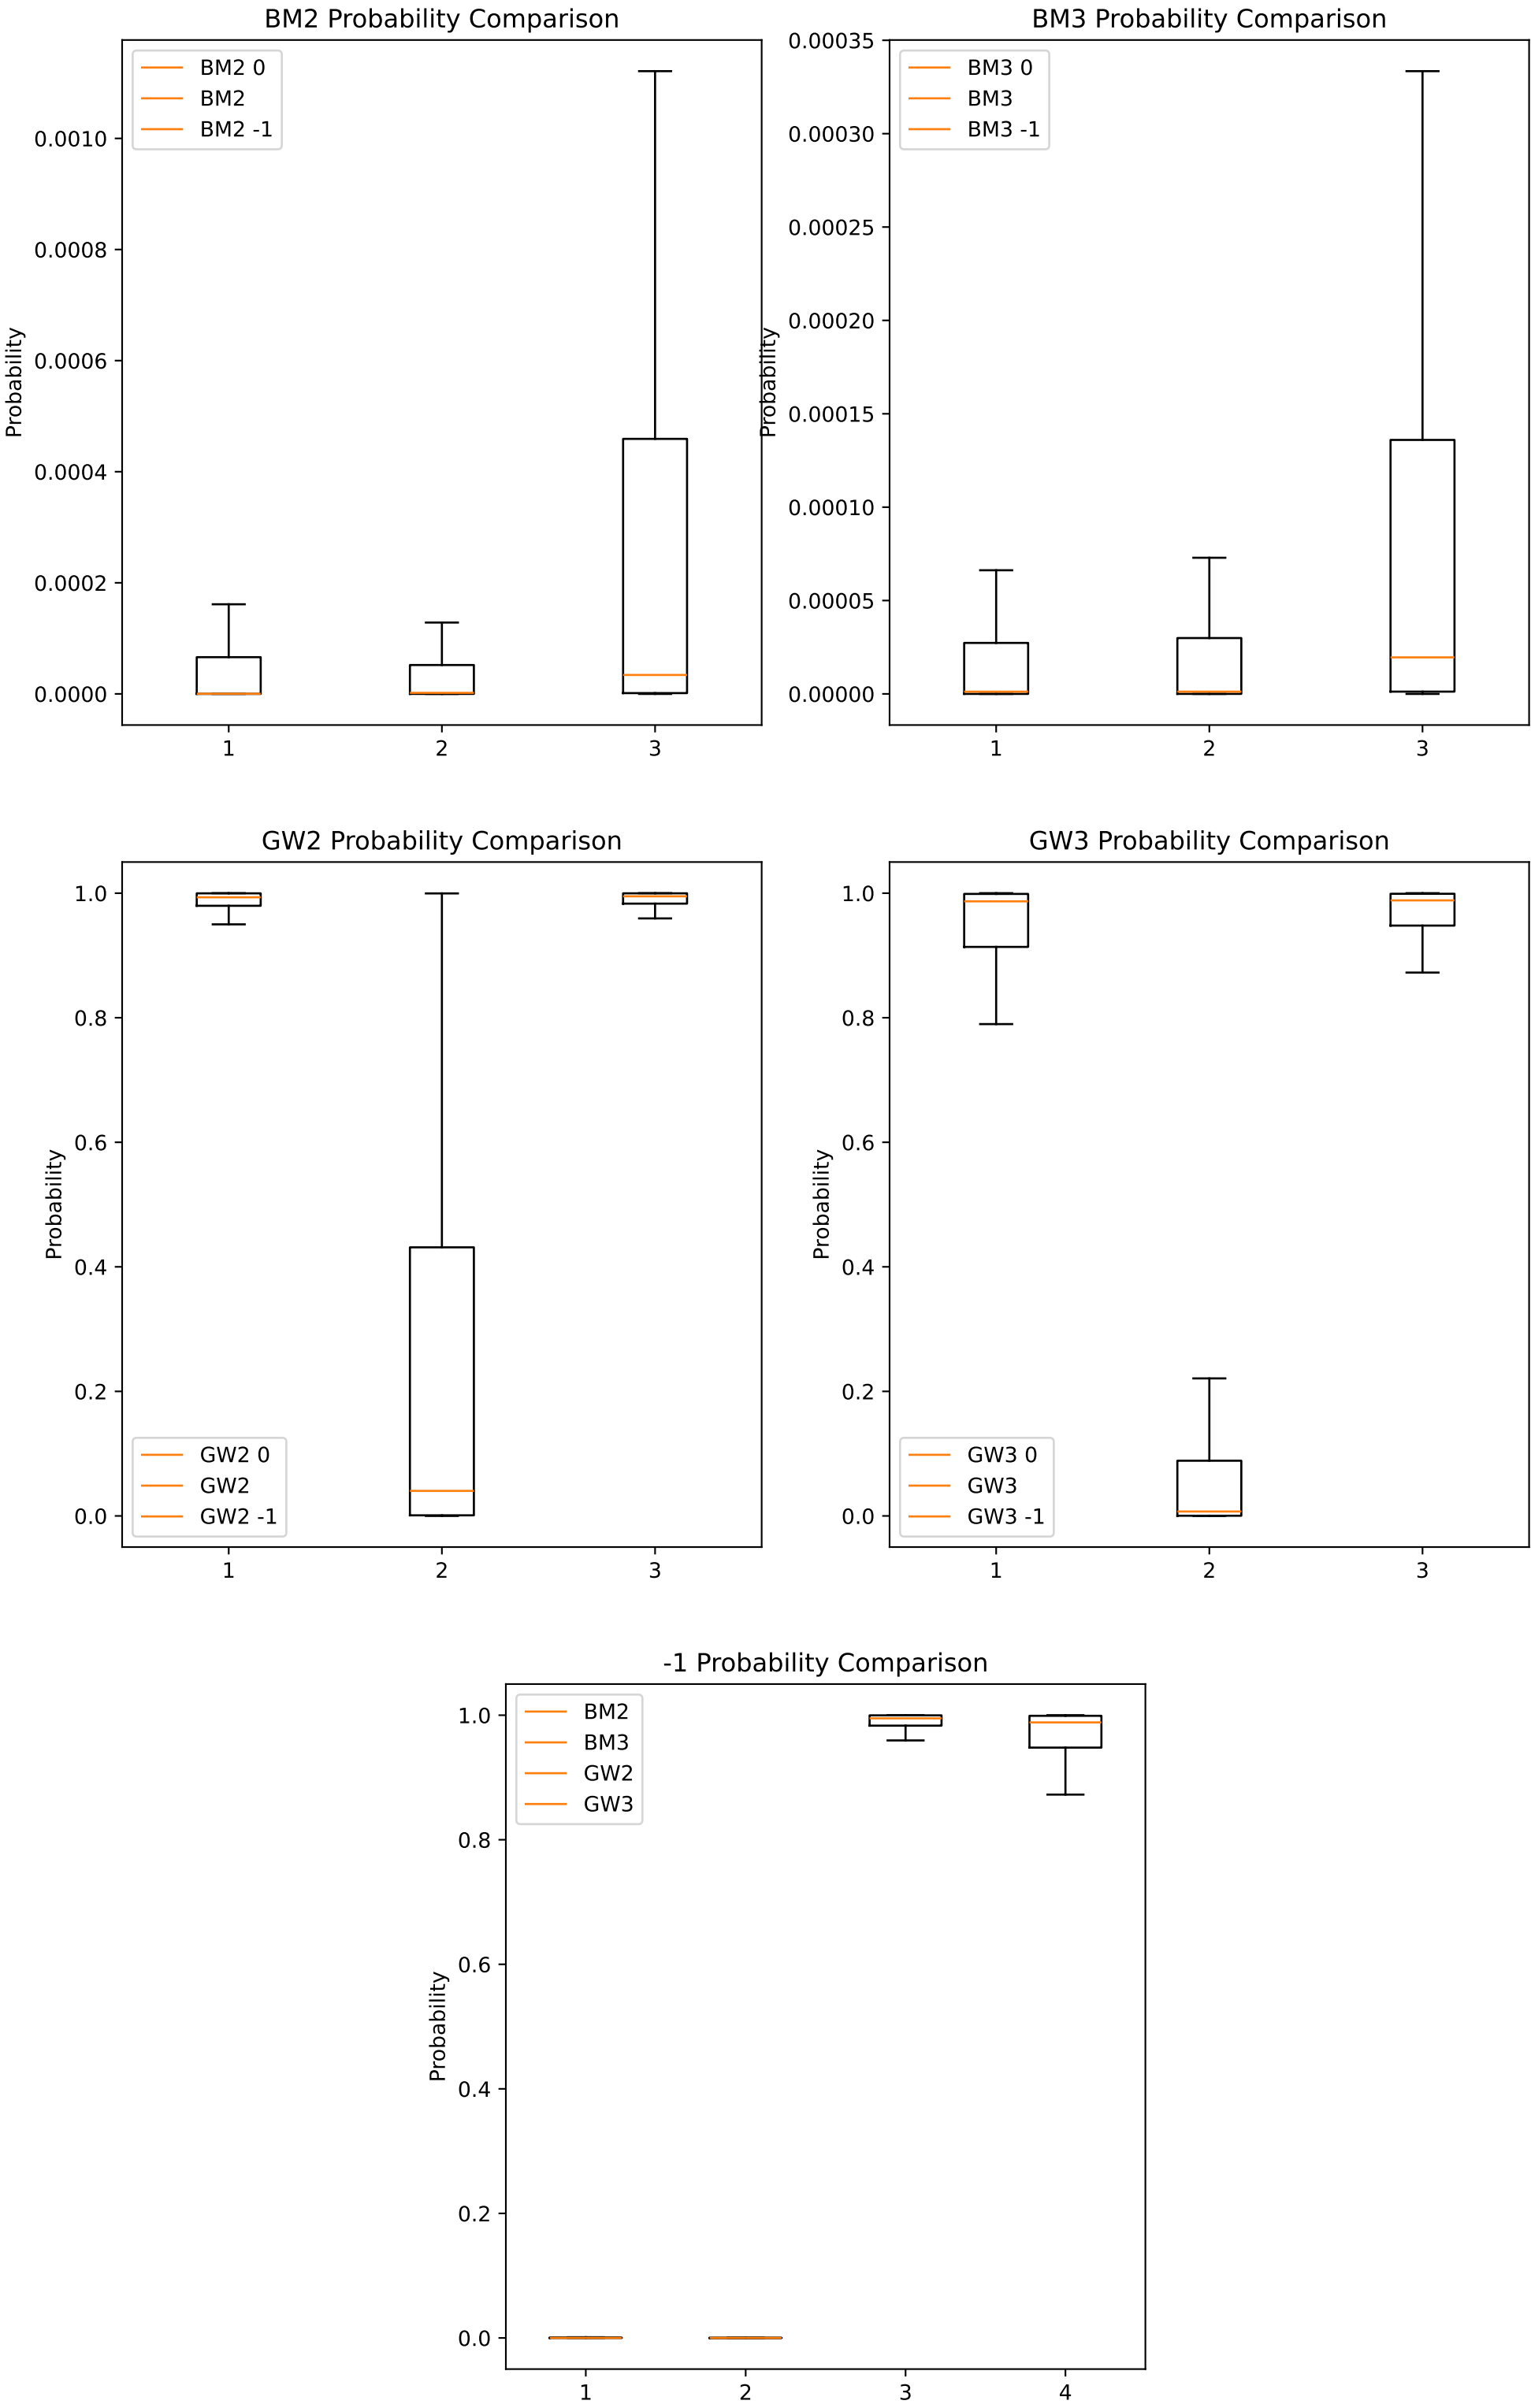 BM2 Probability Comparison
BM2 0
BM2
BM2 -1
0.0010
0.0008
0.0006
0.0004
0.0002
0.0000
Probability
1 2 3
BM3 Probability Comparison
BM3 0
BM3
BM3 -1
0.00035
0.00030
0.00025
0.00020
0.00015
0.00010
0.00005
0.00000
Probability
1 2 3
GW2 Probability Comparison
1.0
0.8
0.6
0.4
0.2
0.0
Probability
GW2 0
GW2
GW2 -1
1 2 3
GW3 Probability Comparison
1.0
0.8
0.6
0.4
0.2
0.0
Probability
GW3 0
GW3
GW3 -1
1 2 3
-1 Probability Comparison
BM2
BM3
GW2
GW3
1.0
0.8
0.6
0.4
0.2
0.0
Probability
1 2 3 4